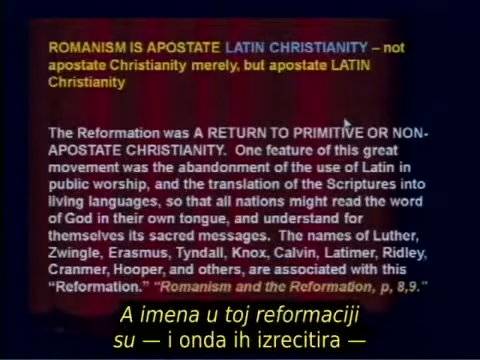 ROMANISM IS APOSTATE LATIN CHRISTIANITY – not
apostate Christianity merely, but apostate LATIN
Christianity
The Reformation was A RETURN TO PRIMITIVE OR NON-
APOSTATE CHRISTIANITY. One feature of this great
movement was the abandonment of the use of Latin in
public worship, and the translation of the Scriptures into
living languages, so that all nations might read the word
of God in their own tongue, and understand for
themselves its sacred messages. The names of Luther,
Zwingle, Erasmus, Tyndall, Knox, Calvin, Latimer, Ridley,
Cranmer, Hooper, and others, are associated with this
“Reformation.” “Romanism and the Reformation, p, 8,9.”
A imena u toj reformaciji
su — i onda ih izrecitira —